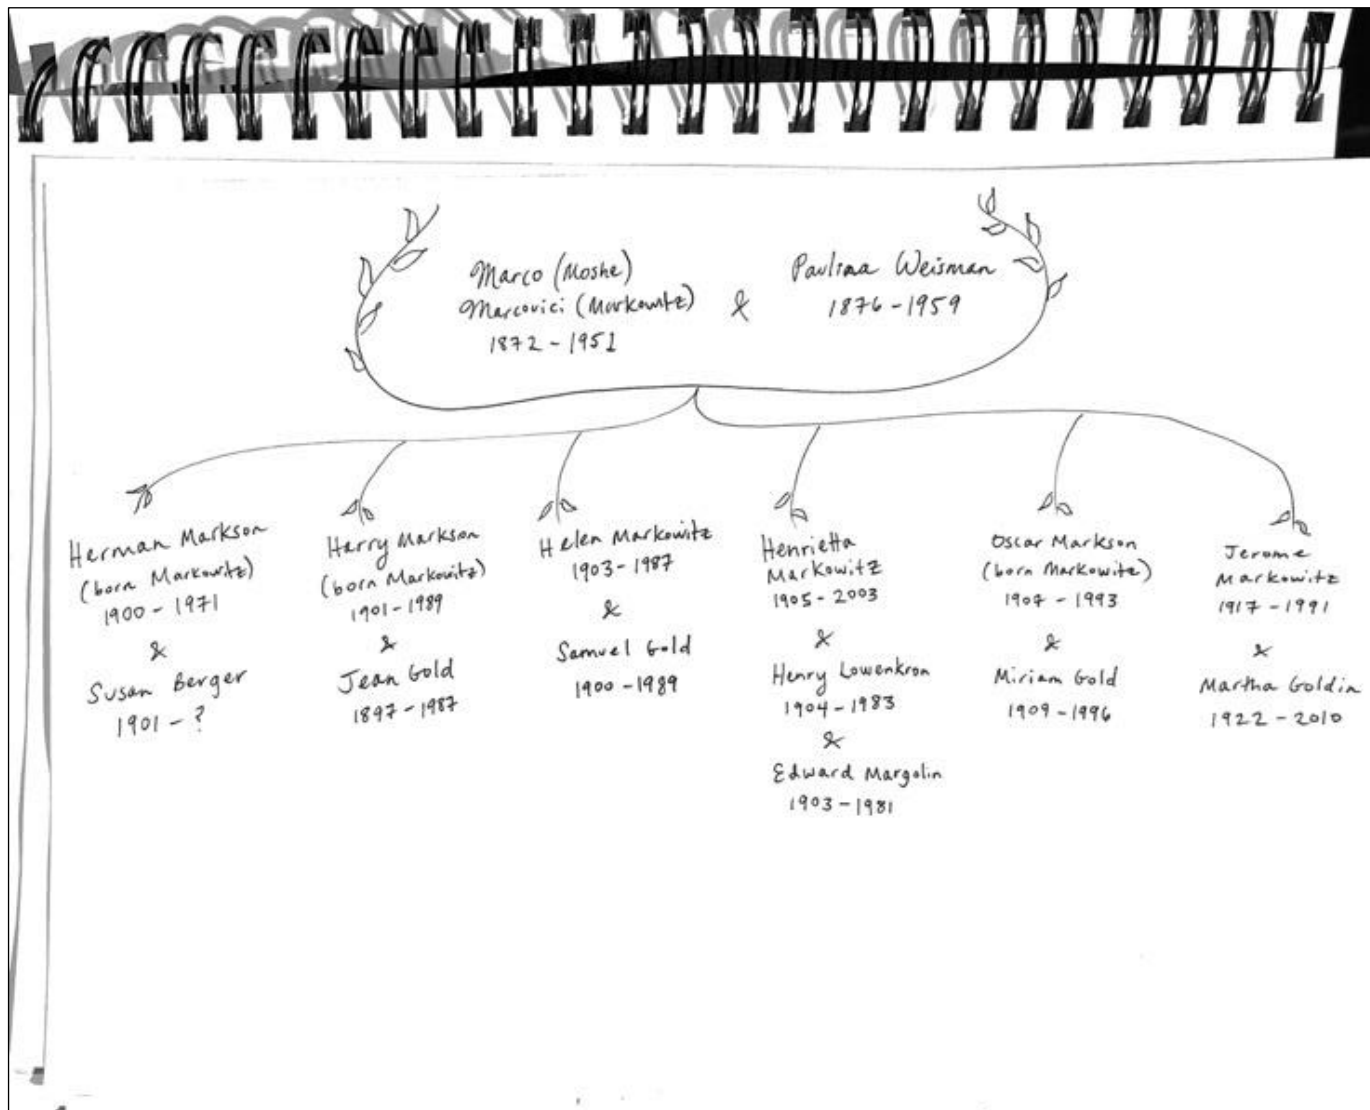 Marco (Moshe)
Marcovici (Markowitz)
1872 - 1951
&
Paulina Weisman
1876 - 1959
Herman Markson
(born Markowitz)
1900 - 1971
&
Susan Berger
1901 - ?
Harry Markson
(born Markowitz)
1901 - 1989
&
Jean Gold
1897 - 1987
Helen Markowitz
1903 - 1987
&
Samuel Gold
1900 - 1989
Henrietta
Markowitz
1905 - 2003
&
Henry Lowenkron
1904 - 1983
&
Edward Margolin
1903 - 1981
Oscar Markson
(born Markowitz)
1907 - 1993
&
Miriam Gold
1909 - 1996
Jerome
Markowitz
1917 - 1991
&
Martha Goldin
1922 - 2010